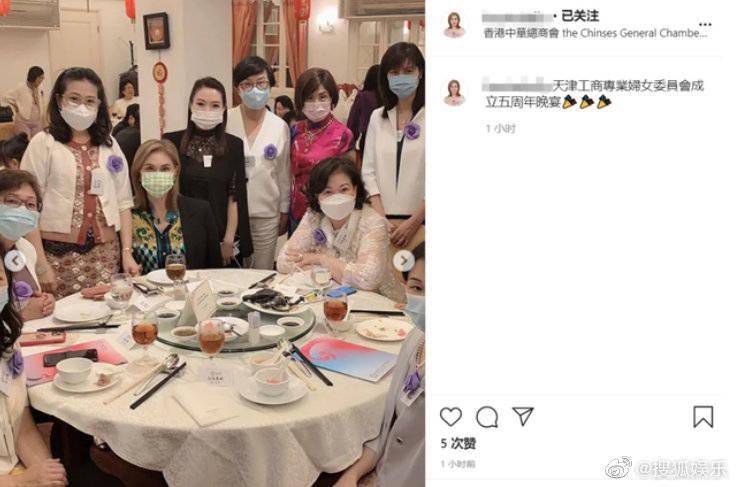 · 已关注
香港中華總商會 the Chinses General Chambe...
天津工商專業婦女委員會成
立五周年晚宴
1 小时
5 次赞
1 小时前
@搜狐娱乐